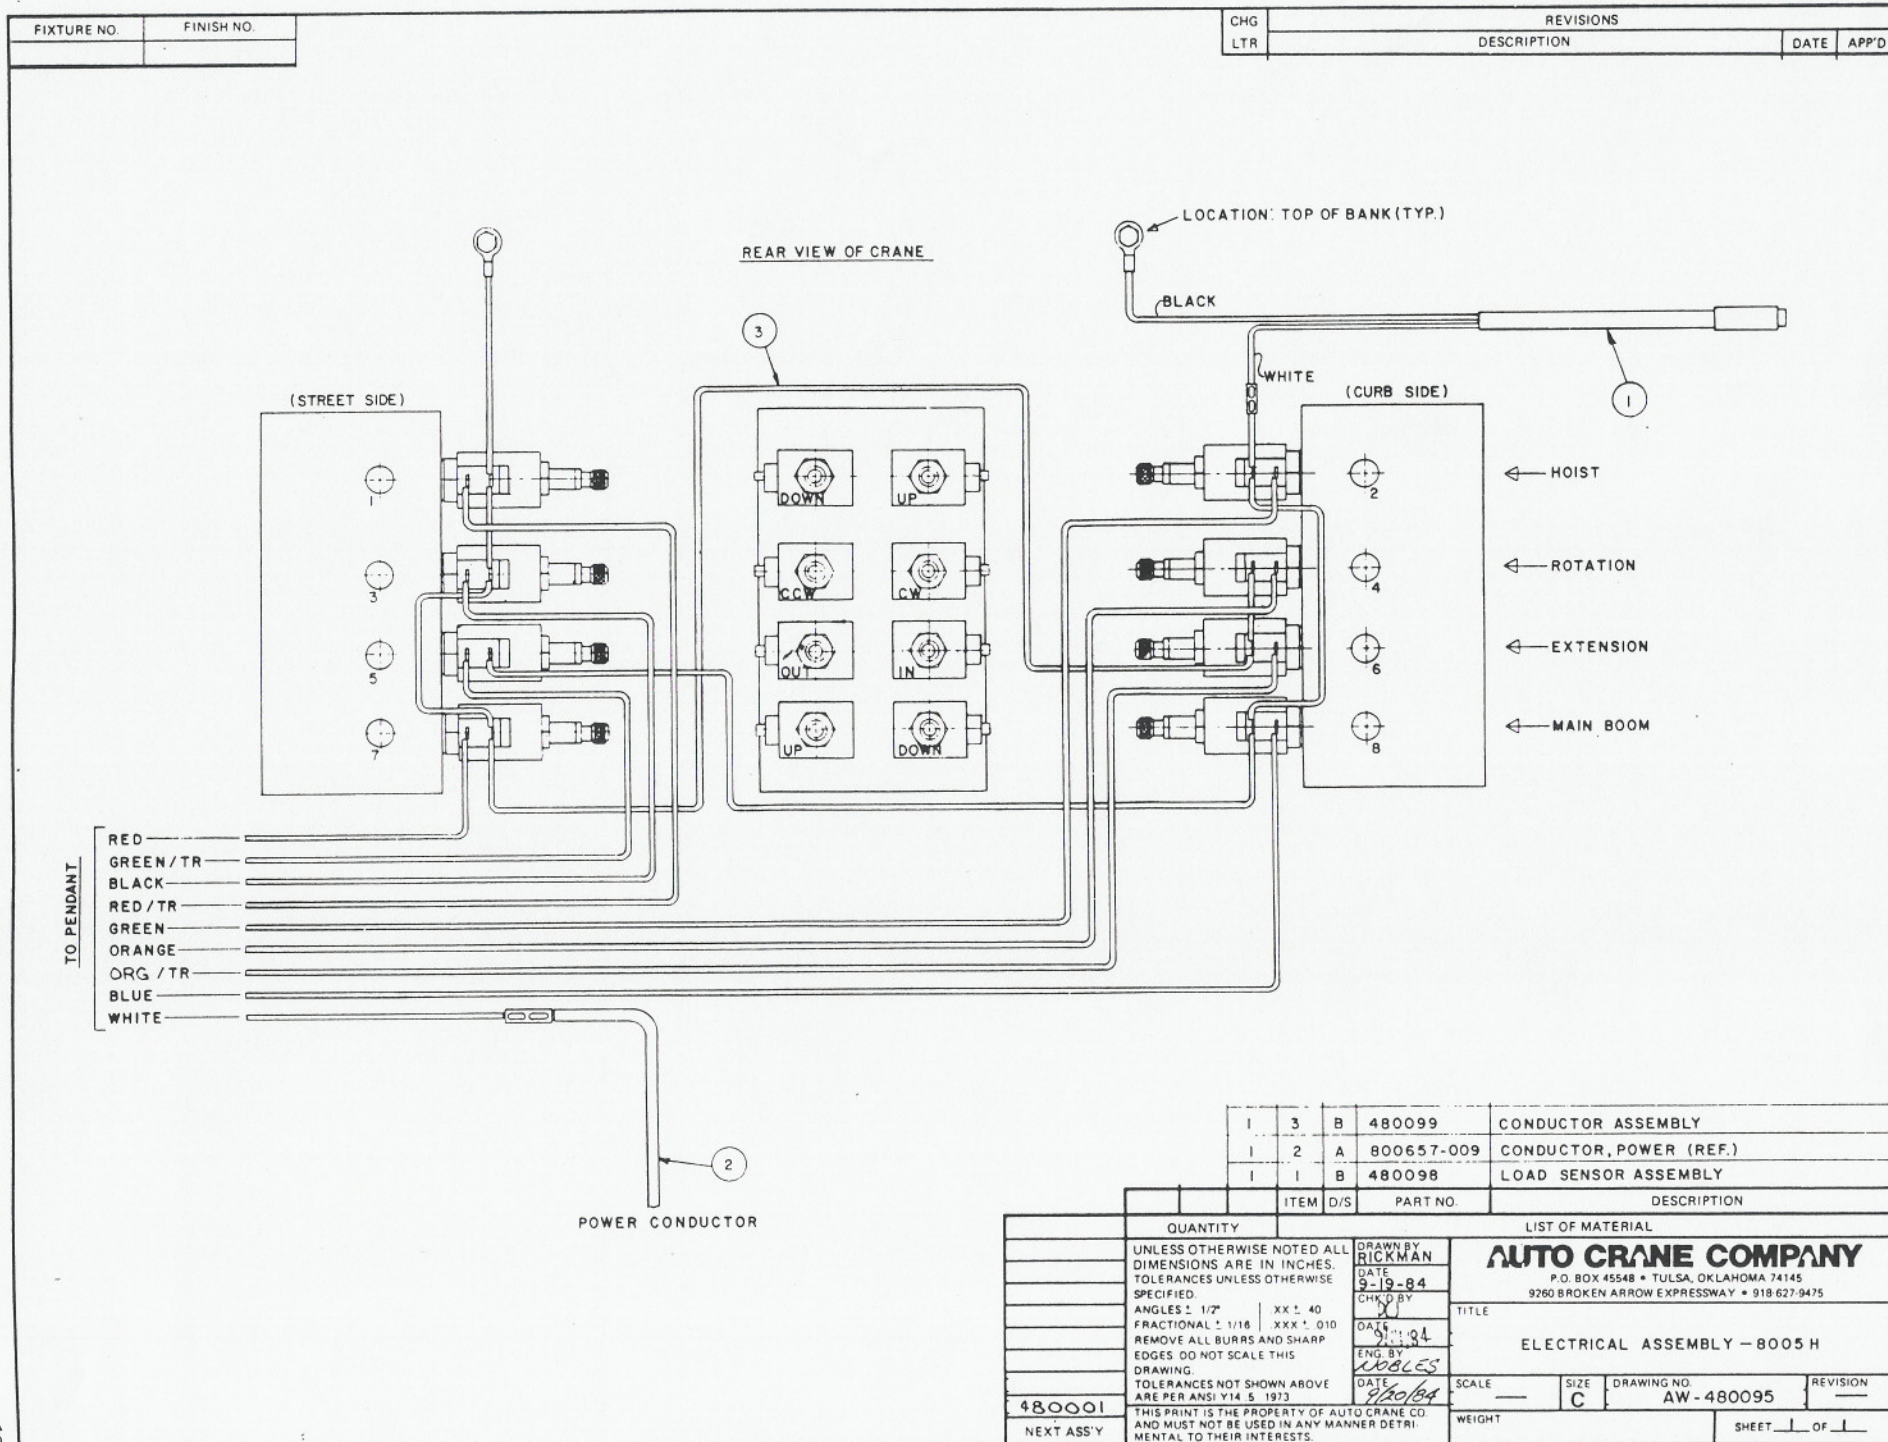 FIXTURE NO. FINISH NO.
CHG LTR REVISIONS
DESCRIPTION DATE APP'D
LOCATION: TOP OF BANK (TYP.)
REAR VIEW OF CRANE
BLACK
3
WHITE
1
(STREET SIDE)
(CURB SIDE)
1 DOWN UP 2 HOIST
3 CCW CW 4 ROTATION
5 OUT IN 6 EXTENSION
7 UP DOWN 8 MAIN BOOM
TO PENDANT
RED
GREEN/TR
BLACK
RED/TR
GREEN
ORANGE
ORG /TR
BLUE
WHITE
2
POWER CONDUCTOR
1 3 B 480099 CONDUCTOR ASSEMBLY
1 2 A 800657-009 CONDUCTOR, POWER (REF.)
1 1 B 480098 LOAD SENSOR ASSEMBLY
ITEM D/S PART NO. DESCRIPTION
QUANTITY LIST OF MATERIAL
UNLESS OTHERWISE NOTED ALL
DIMENSIONS ARE IN INCHES.
TOLERANCES UNLESS OTHERWISE
SPECIFIED.
ANGLES ± 1/2° .XX ± 40
FRACTIONAL ± 1/16 .XXX ± .010
REMOVE ALL BURRS AND SHARP
EDGES DO NOT SCALE THIS
DRAWING.
TOLERANCES NOT SHOWN ABOVE
ARE PER ANSI Y14 5 1973
THIS PRINT IS THE PROPERTY OF AUTO CRANE CO.
AND MUST NOT BE USED IN ANY MANNER DETRI-
MENTAL TO THEIR INTERESTS.
DRAWN BY
RICKMAN
DATE
9-19-84
CHK'D BY
DATE
ENG. BY
NOBLES
DATE
9/20/84
AUTO CRANE COMPANY
P.O. BOX 45548 • TULSA, OKLAHOMA 74145
9260 BROKEN ARROW EXPRESSWAY • 918-627-9475
TITLE
ELECTRICAL ASSEMBLY – 8005 H
SCALE — SIZE C DRAWING NO. AW-480095 REVISION —
WEIGHT SHEET 1 OF 1
480001
NEXT ASS'Y